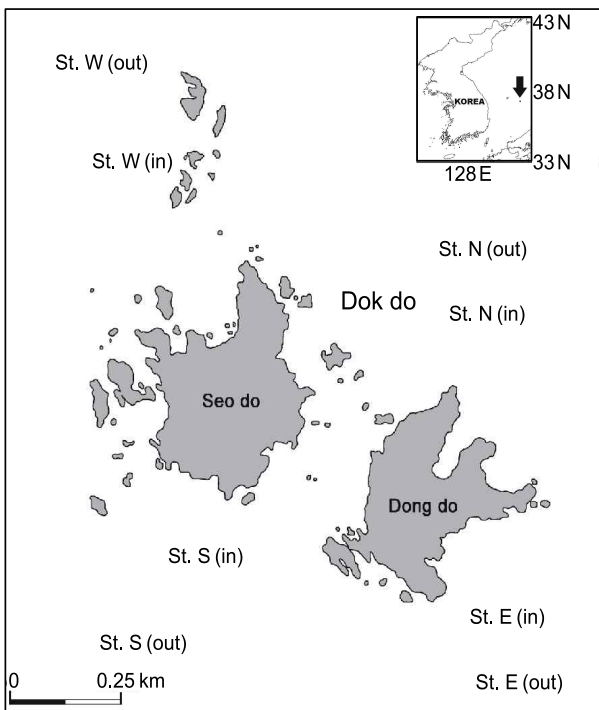 St. W (out)
43 N
38 N
KOREA
St. W (in)
33 N
128 E
St. N (out)
Dok do
St. N (in)
Seo do
Dong do
St. S (in)
St. E (in)
St. S (out)
0 0.25 km
St. E (out)